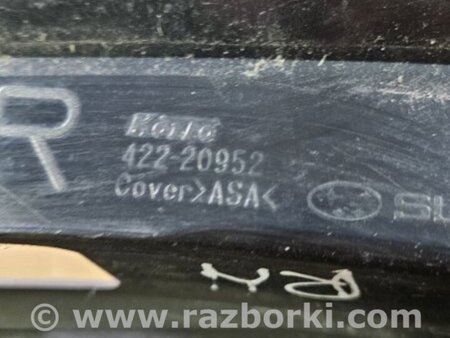 R
KOITO
422-20952
Cover>ASA<
SU
www.razborki.com